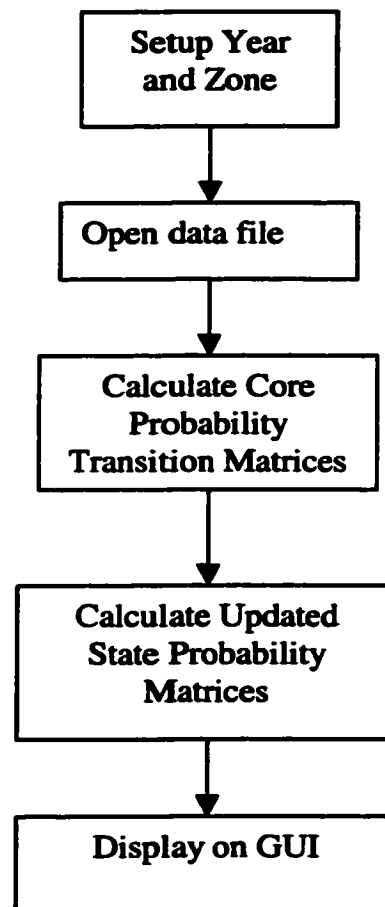 Setup Year
and Zone
Open data file
Calculate Core
Probability
Transition Matrices
Calculate Updated
State Probability
Matrices
Display on GUI